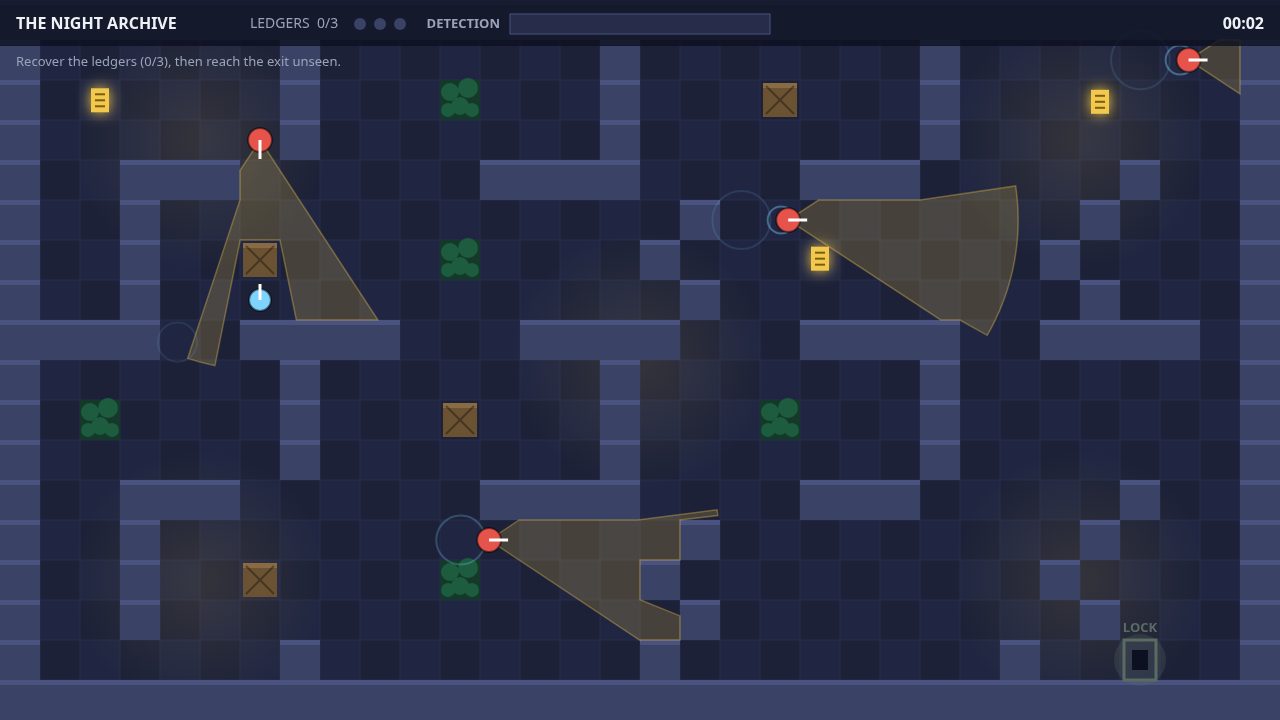 THE NIGHT ARCHIVE LEDGERS 0/3 DETECTION 00:02
Recover the ledgers (0/3), then reach the exit unseen.
LOCK